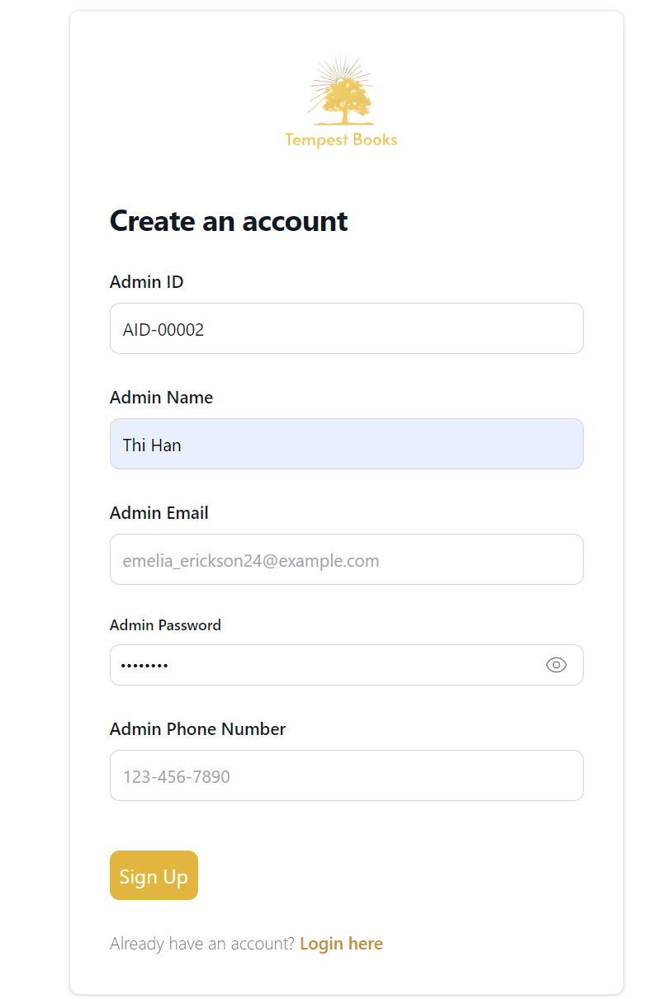 Tempest Books
Create an account
Admin ID
AID-00002
Admin Name
Thi Han
Admin Email
emelia_erickson24@example.com
Admin Password
••••••••
Admin Phone Number
123-456-7890
Sign Up
Already have an account? Login here